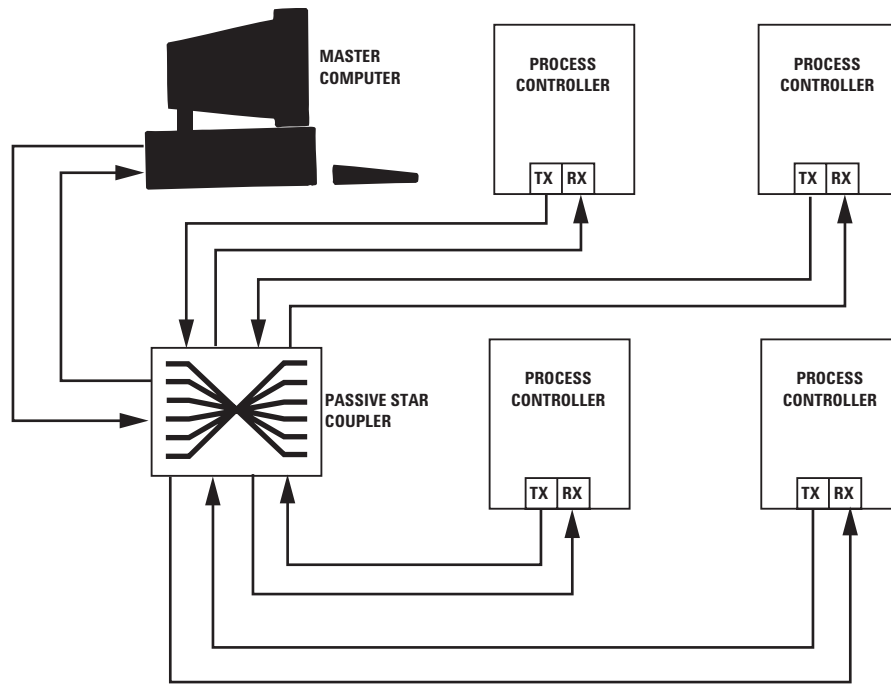 MASTER
COMPUTER
PROCESS
CONTROLLER
TX RX
PROCESS
CONTROLLER
TX RX
PASSIVE STAR
COUPLER
PROCESS
CONTROLLER
TX RX
PROCESS
CONTROLLER
TX RX